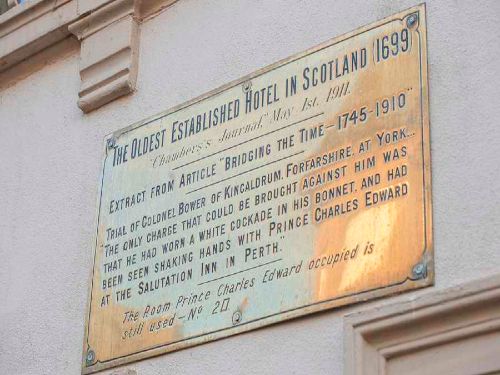 THE OLDEST ESTABLISHED HOTEL IN SCOTLAND (1699)
"Chambers's Journal," May 1st. 1911.
EXTRACT FROM ARTICLE "BRIDGING THE TIME – 1745-1910"
TRIAL OF COLONEL BOWER OF KINCALDRUM, FORFARSHIRE, AT YORK...
"THE ONLY CHARGE THAT COULD BE BROUGHT AGAINST HIM WAS
THAT HE HAD WORN A WHITE COCKADE IN HIS BONNET, AND HAD
BEEN SEEN SHAKING HANDS WITH PRINCE CHARLES EDWARD
AT THE SALUTATION INN IN PERTH."
The Room Prince Charles Edward occupied is
still used – No